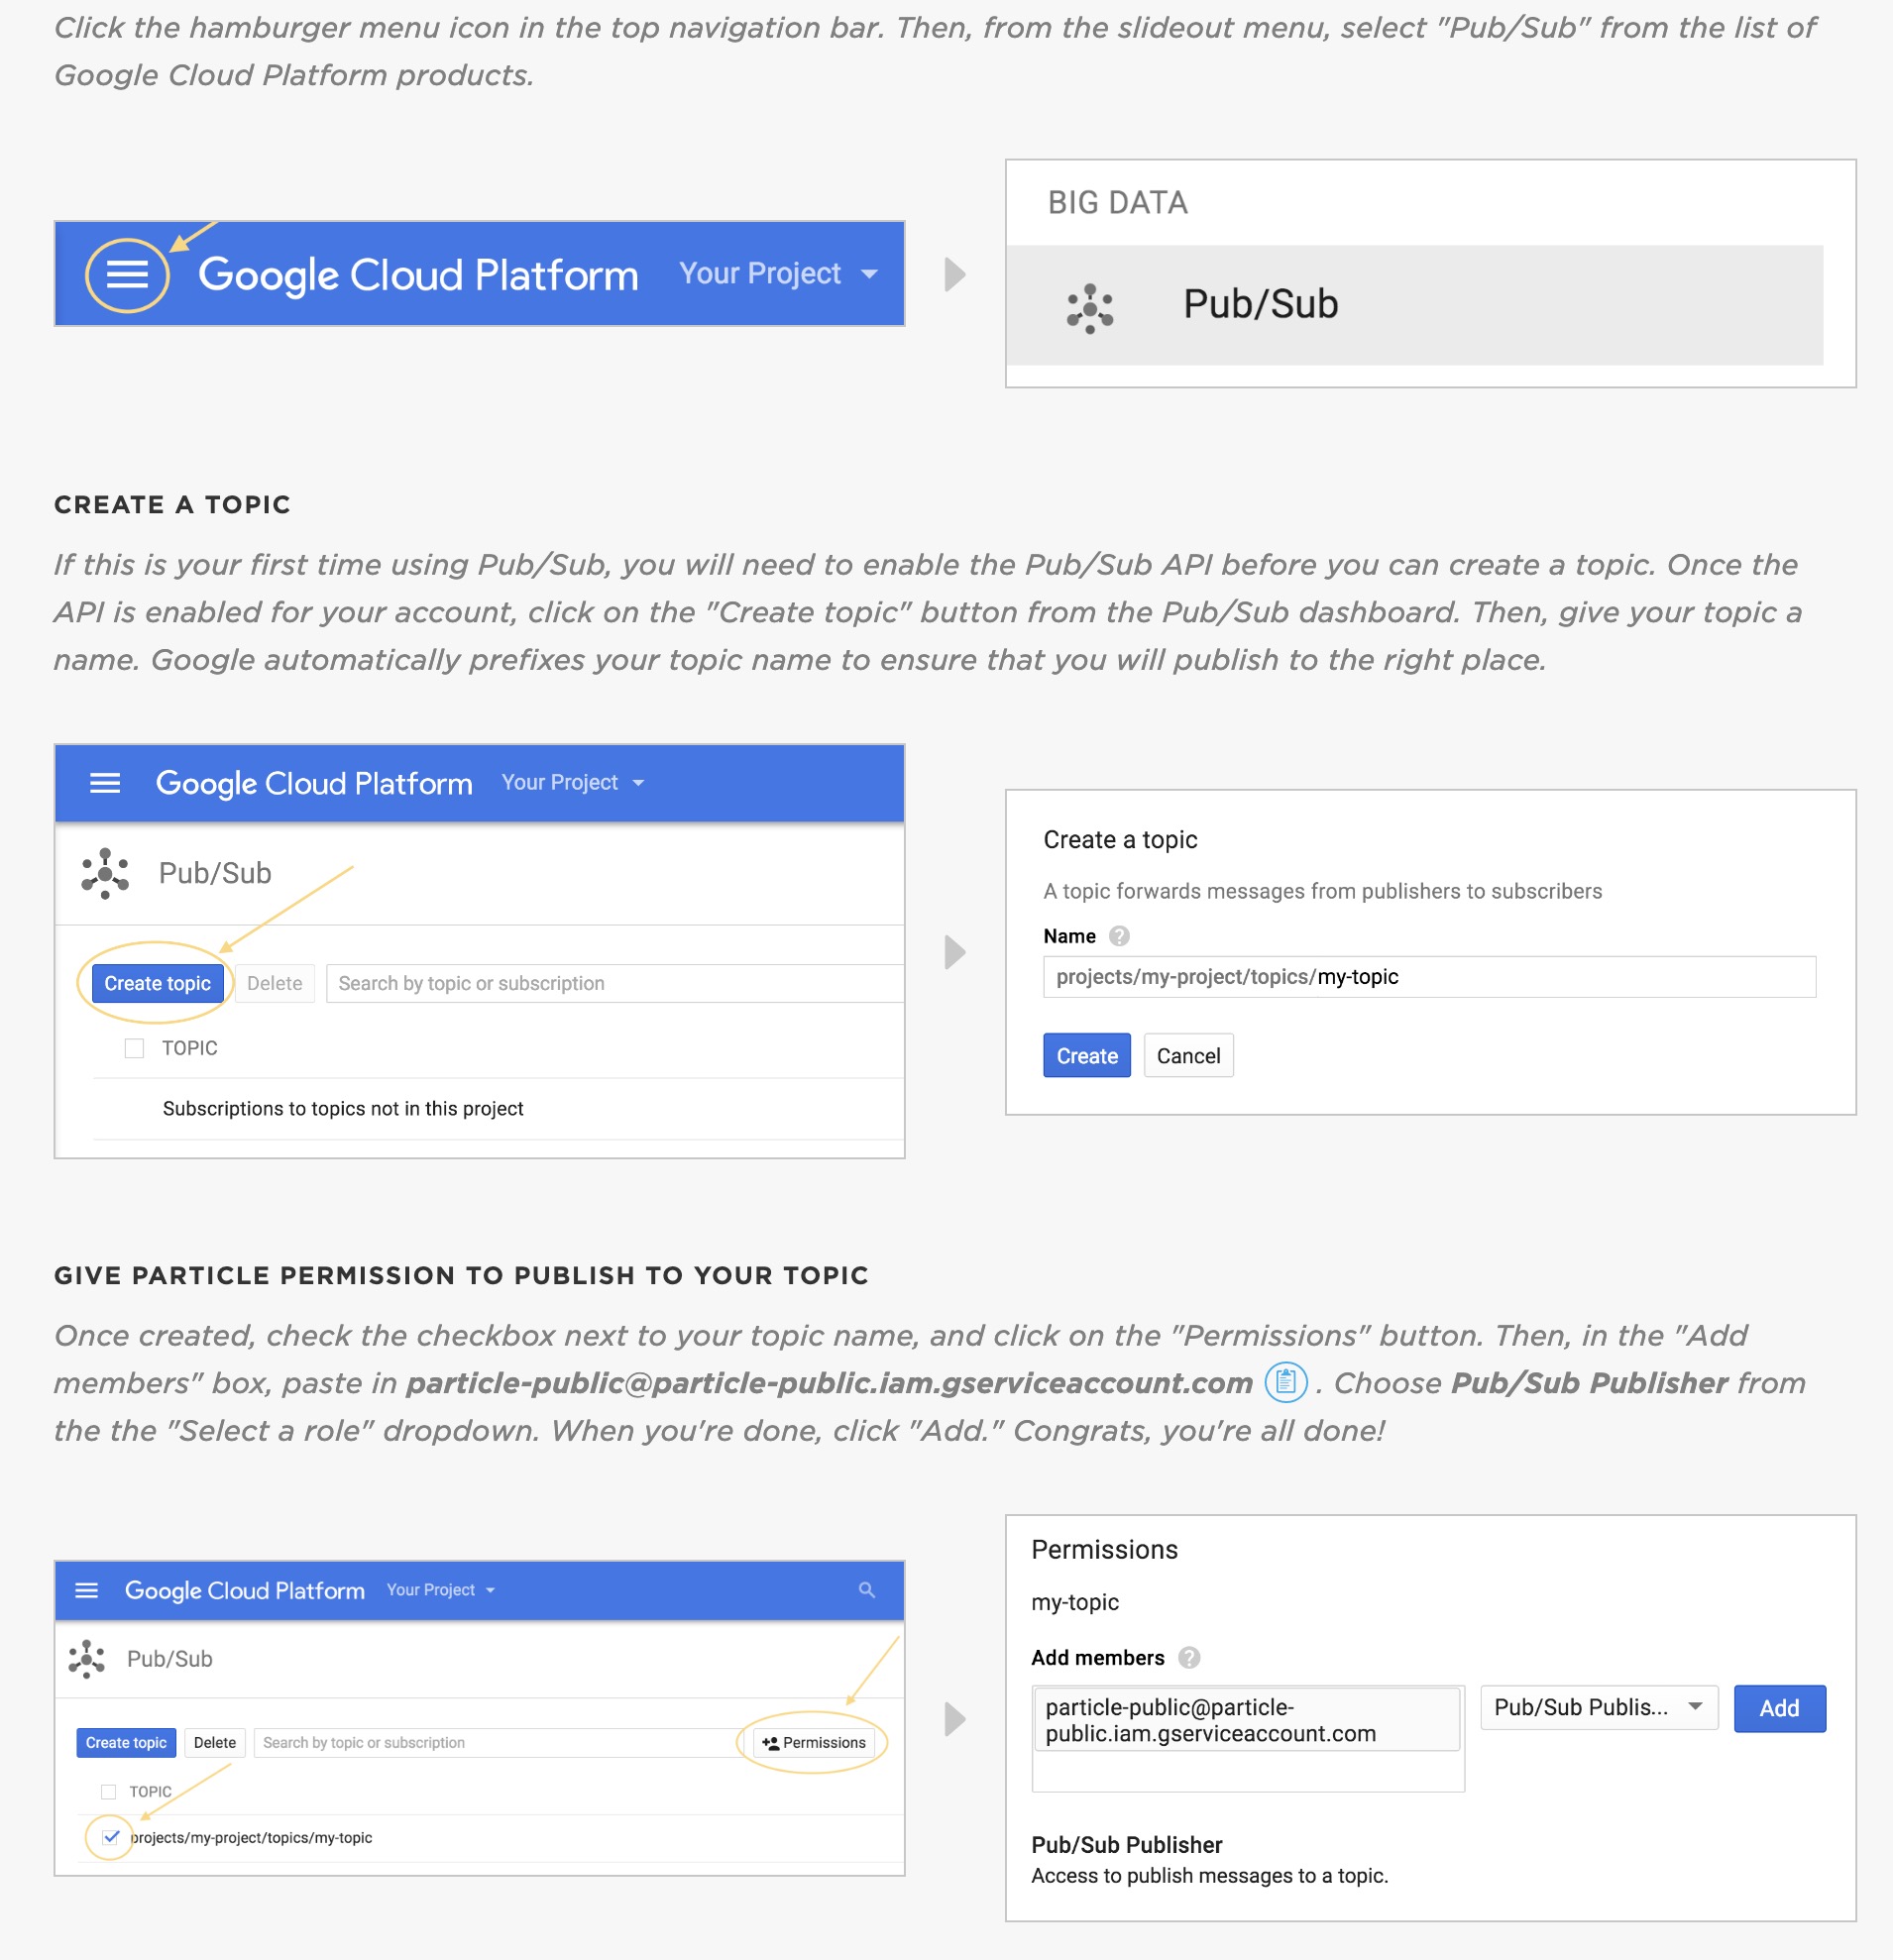 Click the hamburger menu icon in the top navigation bar. Then, from the slideout menu, select "Pub/Sub" from the list of
Google Cloud Platform products.
Google Cloud Platform Your Project
BIG DATA
Pub/Sub
CREATE A TOPIC
If this is your first time using Pub/Sub, you will need to enable the Pub/Sub API before you can create a topic. Once the
API is enabled for your account, click on the "Create topic" button from the Pub/Sub dashboard. Then, give your topic a
name. Google automatically prefixes your topic name to ensure that you will publish to the right place.
Google Cloud Platform Your Project
Pub/Sub
Create topic Delete Search by topic or subscription
TOPIC
Subscriptions to topics not in this project
Create a topic
A topic forwards messages from publishers to subscribers
Name ?
projects/my-project/topics/my-topic
Create Cancel
GIVE PARTICLE PERMISSION TO PUBLISH TO YOUR TOPIC
Once created, check the checkbox next to your topic name, and click on the "Permissions" button. Then, in the "Add
members" box, paste in particle-public@particle-public.iam.gserviceaccount.com . Choose Pub/Sub Publisher from
the the "Select a role" dropdown. When you're done, click "Add." Congrats, you're all done!
Google Cloud Platform Your Project
Pub/Sub
Create topic Delete Search by topic or subscription Permissions
TOPIC
projects/my-project/topics/my-topic
Permissions
my-topic
Add members ?
particle-public@particle-
public.iam.gserviceaccount.com
Pub/Sub Publis... Add
Pub/Sub Publisher
Access to publish messages to a topic.